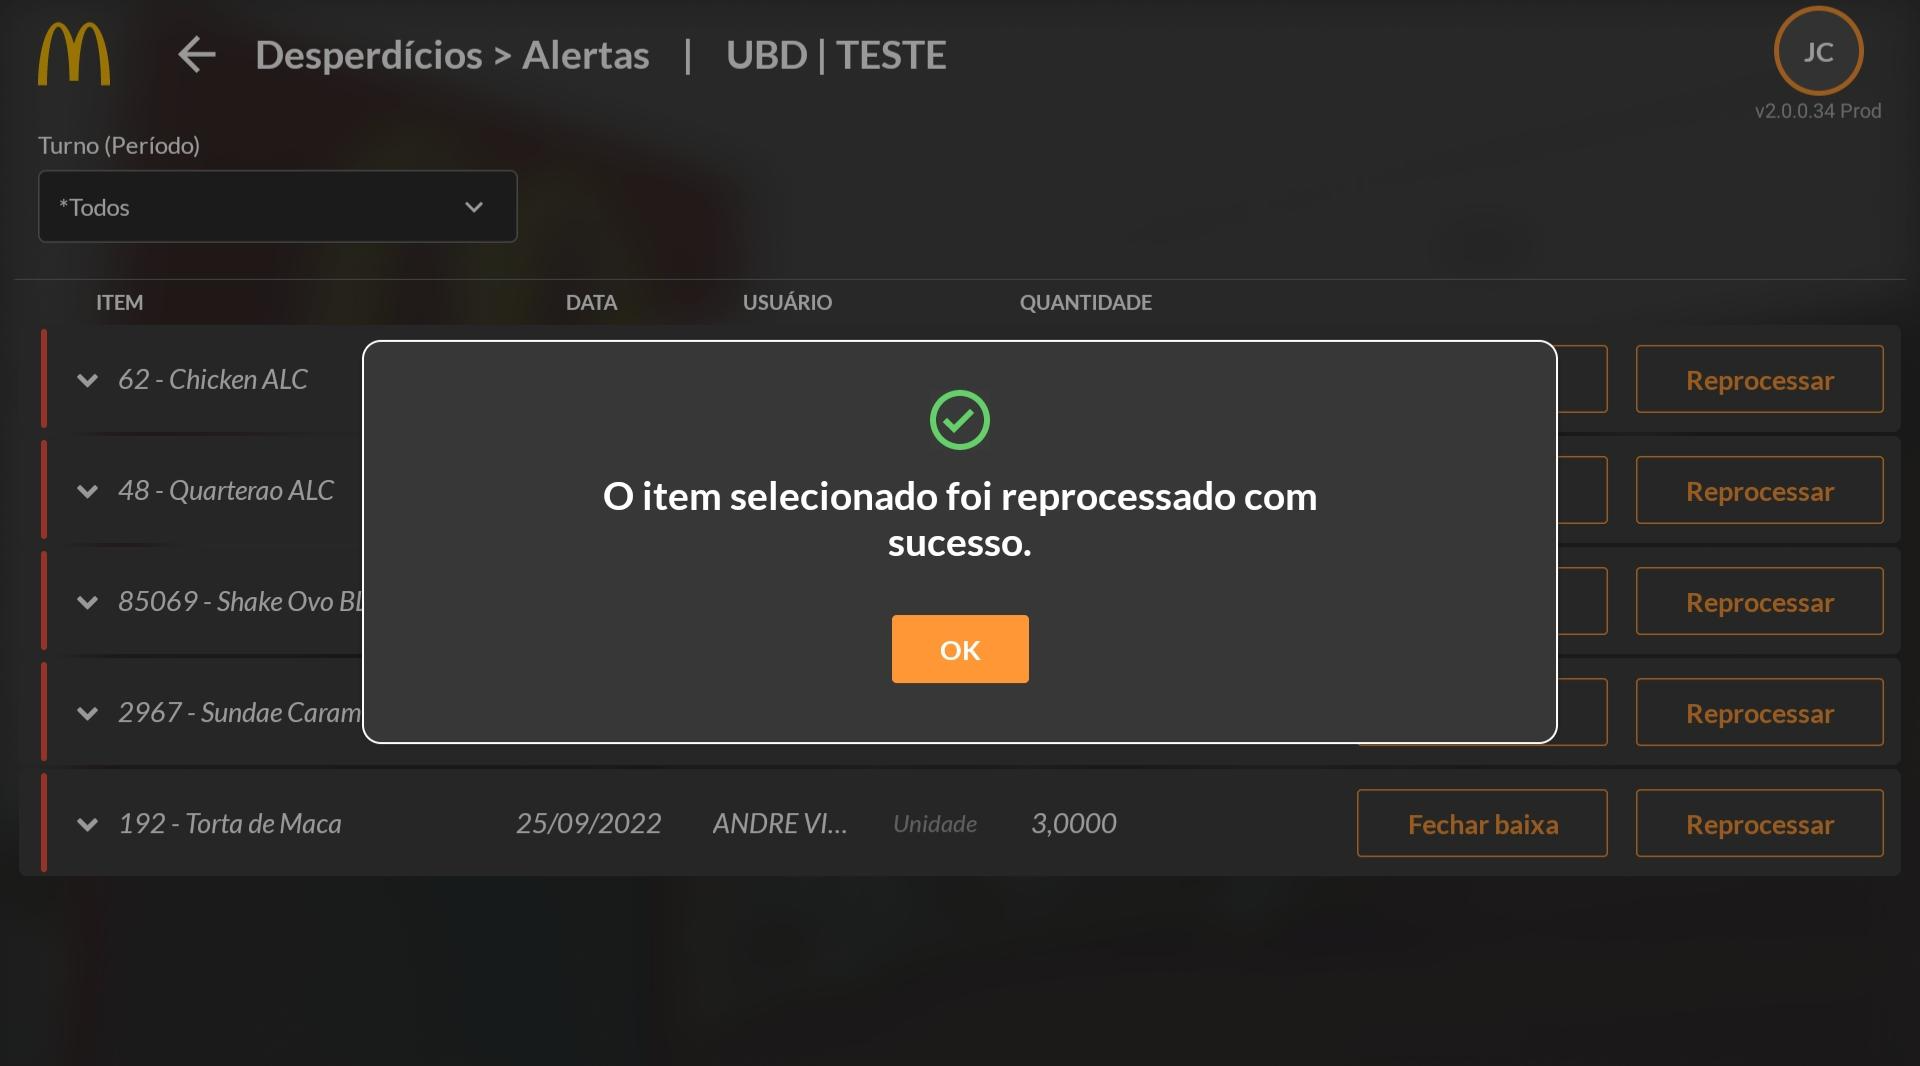 Desperdícios > Alertas | UBD | TESTE
JC
v2.0.0.34 Prod
Turno (Período)
*Todos
ITEM DATA USUÁRIO QUANTIDADE
62 - Chicken ALC Reprocessar
48 - Quarterao ALC Reprocessar
85069 - Shake Ovo Reprocessar
2967 - Sundae Caram Reprocessar
192 - Torta de Maca 25/09/2022 ANDRE VI... Unidade 3,0000 Fechar baixa Reprocessar
O item selecionado foi reprocessado com
sucesso.
OK